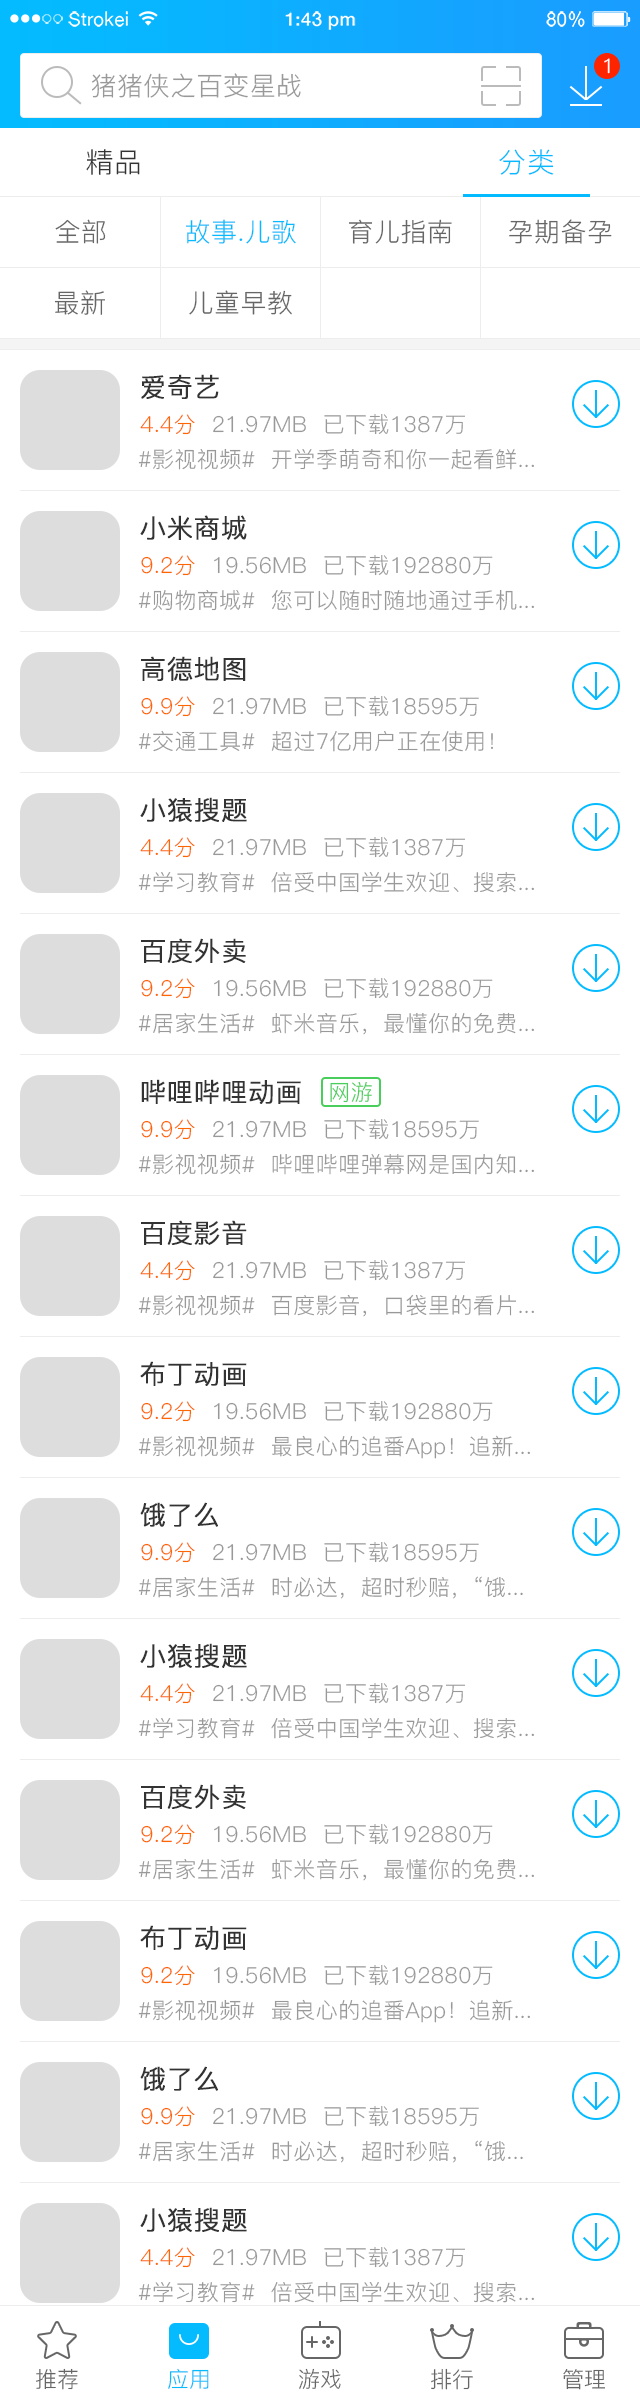 Strokei 1:43 pm 80%
猪猪侠之百变星战 1
精品 分类
全部 故事.儿歌 育儿指南 孕期备孕
最新 儿童早教
爱奇艺
4.4分 21.97MB 已下载1387万
#影视视频# 开学季萌奇和你一起看鲜...
小米商城
9.2分 19.56MB 已下载192880万
#购物商城# 您可以随时随地通过手机...
高德地图
9.9分 21.97MB 已下载18595万
#交通工具# 超过7亿用户正在使用！
小猿搜题
4.4分 21.97MB 已下载1387万
#学习教育# 倍受中国学生欢迎、搜索...
百度外卖
9.2分 19.56MB 已下载192880万
#居家生活# 虾米音乐，最懂你的免费...
哔哩哔哩动画 网游
9.9分 21.97MB 已下载18595万
#影视视频# 哔哩哔哩弹幕网是国内知...
百度影音
4.4分 21.97MB 已下载1387万
#影视视频# 百度影音，口袋里的看片...
布丁动画
9.2分 19.56MB 已下载192880万
#影视视频# 最良心的追番App！追新...
饿了么
9.9分 21.97MB 已下载18595万
#居家生活# 时必达，超时秒赔，“饿...
小猿搜题
4.4分 21.97MB 已下载1387万
#学习教育# 倍受中国学生欢迎、搜索...
百度外卖
9.2分 19.56MB 已下载192880万
#居家生活# 虾米音乐，最懂你的免费...
布丁动画
9.2分 19.56MB 已下载192880万
#影视视频# 最良心的追番App！追新...
饿了么
9.9分 21.97MB 已下载18595万
#居家生活# 时必达，超时秒赔，“饿...
小猿搜题
4.4分 21.97MB 已下载1387万
#学习教育# 倍受中国学生欢迎、搜索...
推荐 应用 游戏 排行 管理